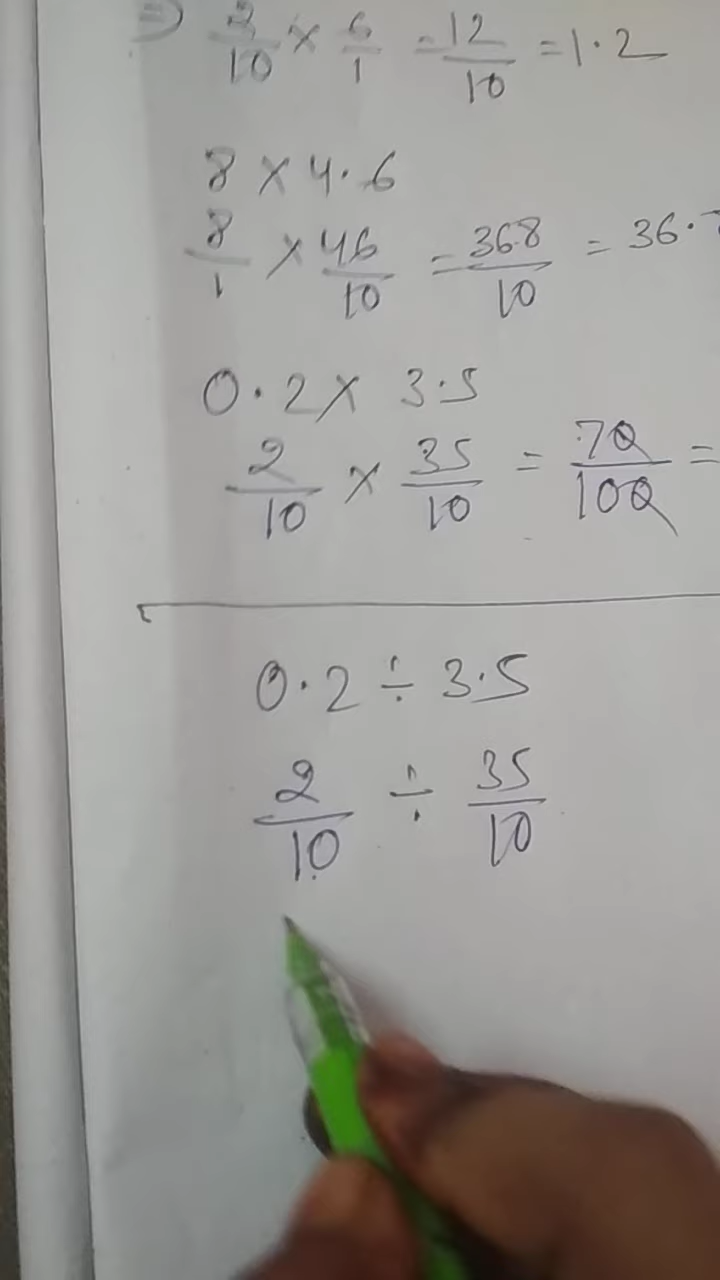 ⇒ 2/10 × 6/1 = 12/10 = 1.2
8 × 4.6
8/1 × 46/10 = 368/10 = 36.
0.2 × 3.5
2/10 × 35/10 = 70/100 =
0.2 ÷ 3.5
2/10 ÷ 35/10